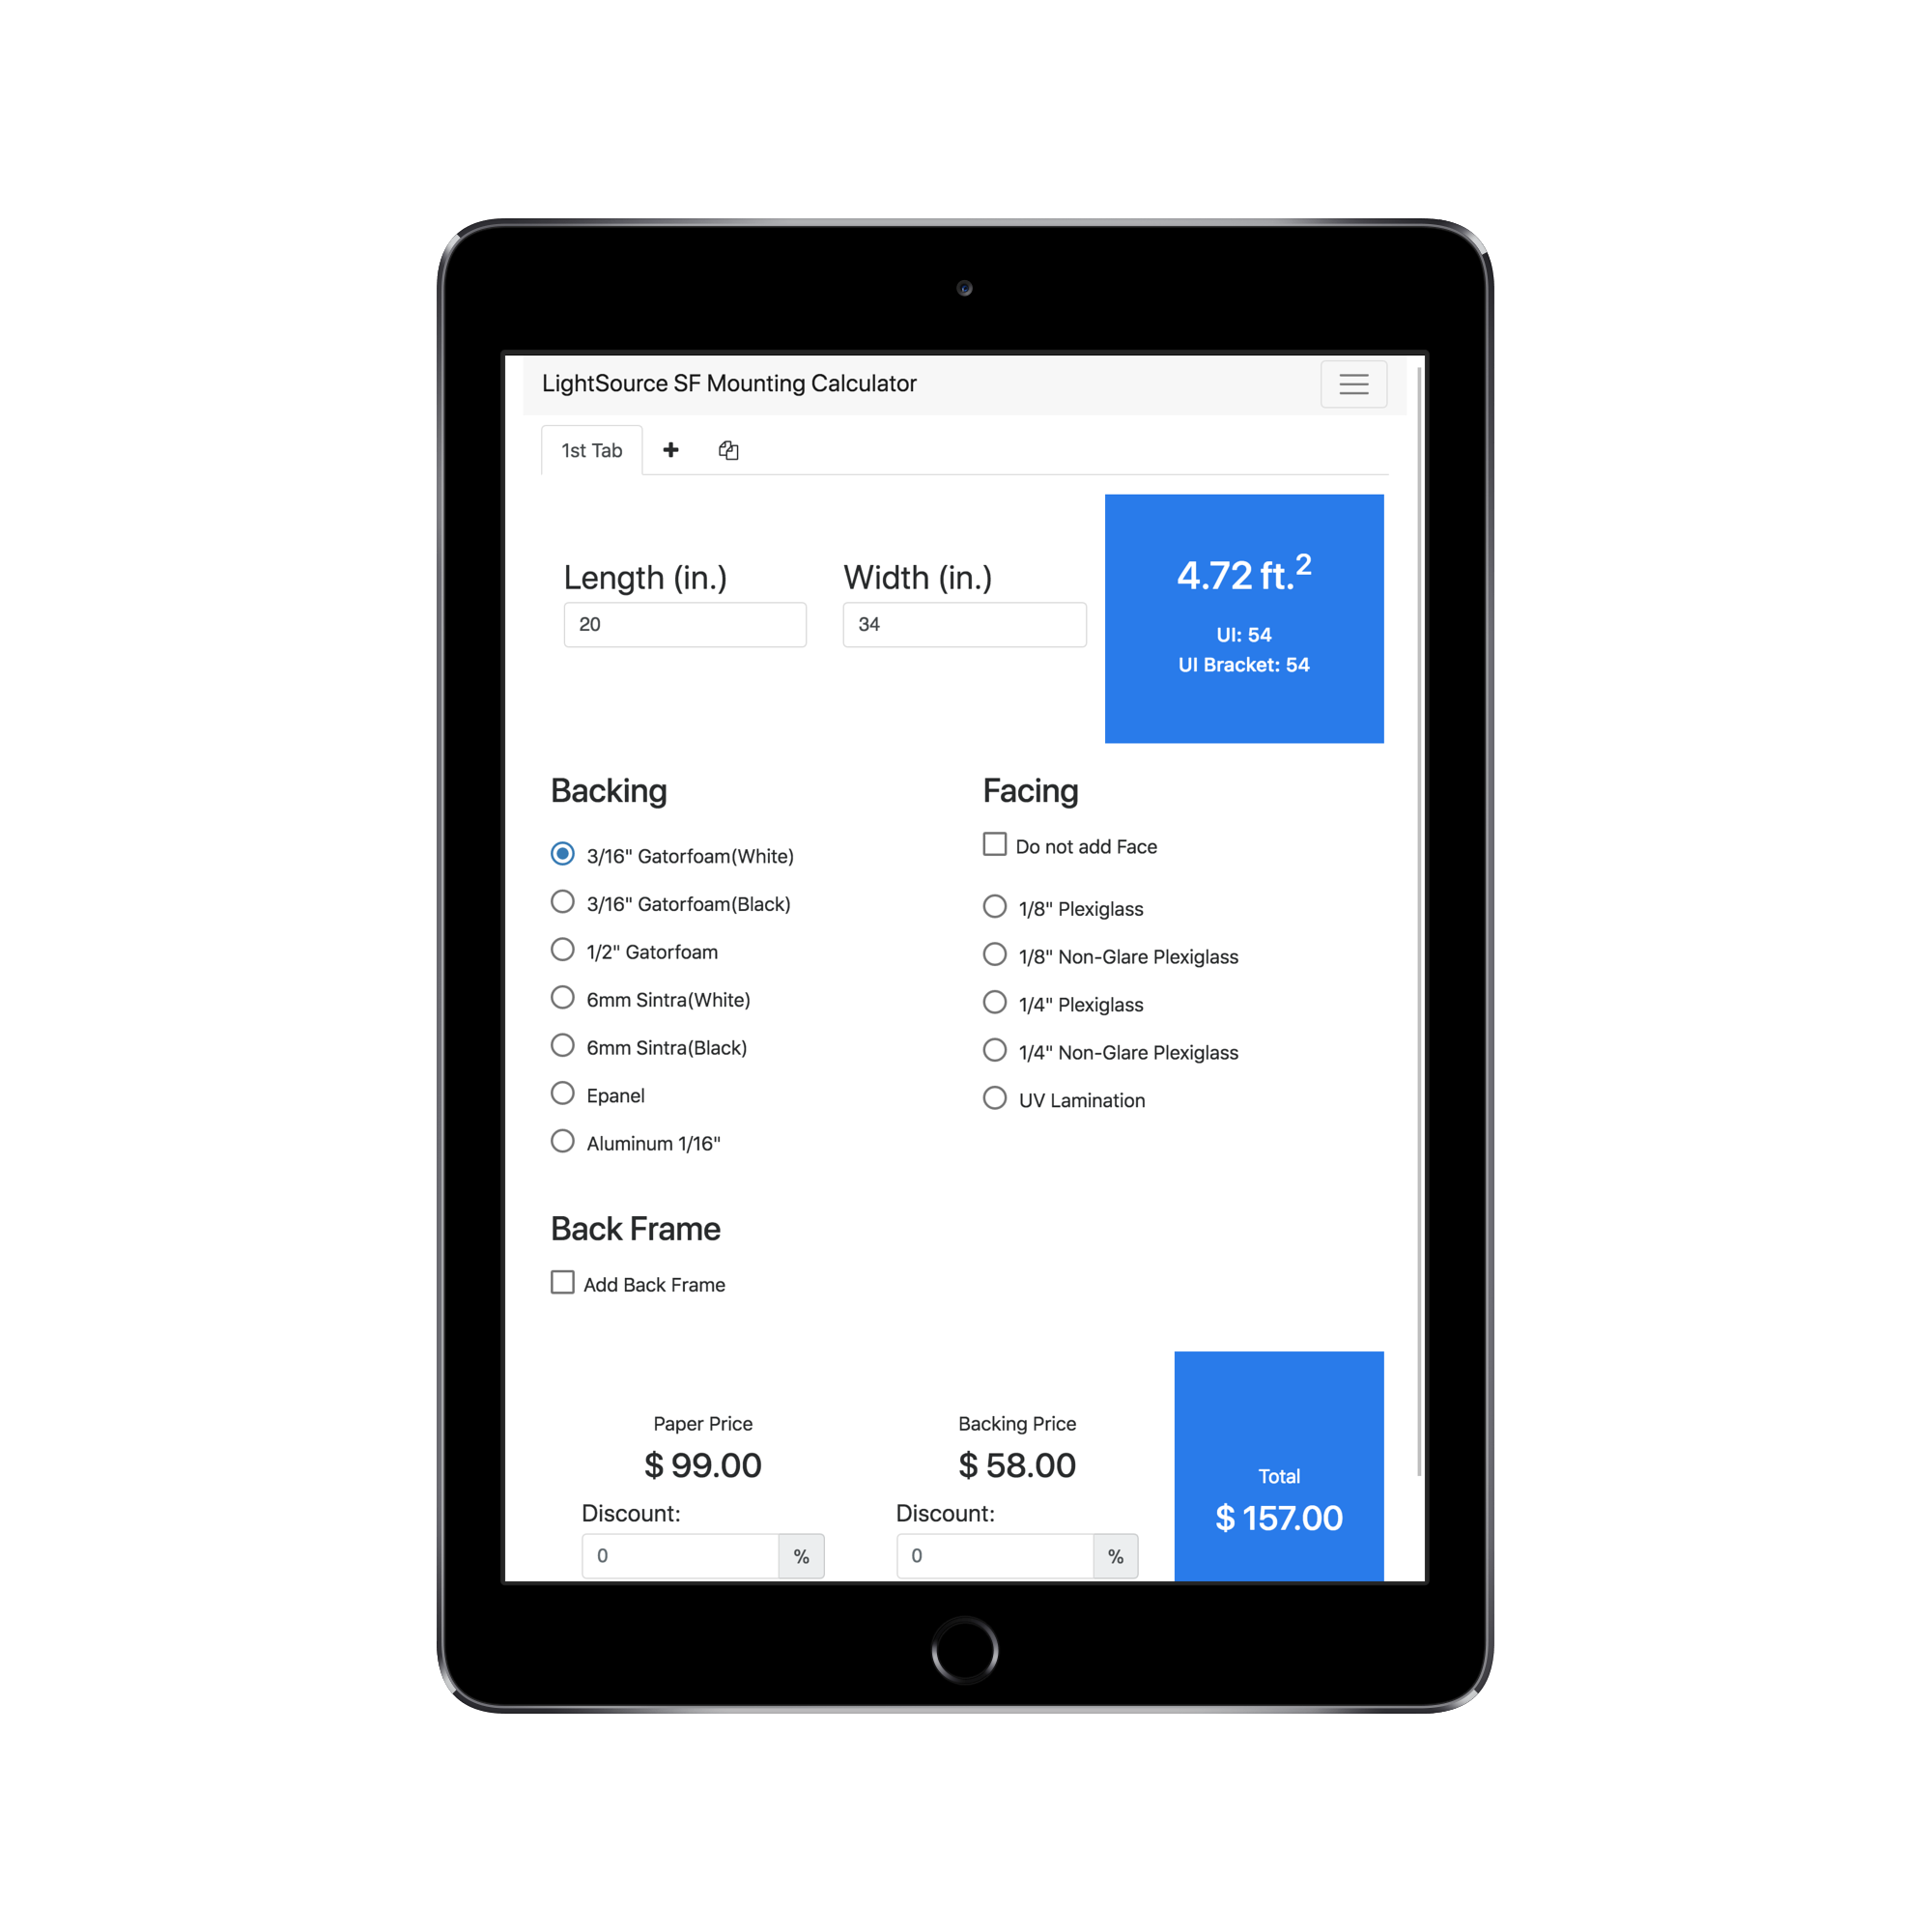 LightSource SF Mounting Calculator
1st Tab
Length (in.)
20
Width (in.)
34
4.72 ft.2
UI: 54
UI Bracket: 54
Backing
3/16" Gatorfoam(White)
3/16" Gatorfoam(Black)
1/2" Gatorfoam
6mm Sintra(White)
6mm Sintra(Black)
Epanel
Aluminum 1/16"
Facing
Do not add Face
1/8" Plexiglass
1/8" Non-Glare Plexiglass
1/4" Plexiglass
1/4" Non-Glare Plexiglass
UV Lamination
Back Frame
Add Back Frame
Paper Price
$ 99.00
Discount:
0 %
Backing Price
$ 58.00
Discount:
0 %
Total
$ 157.00